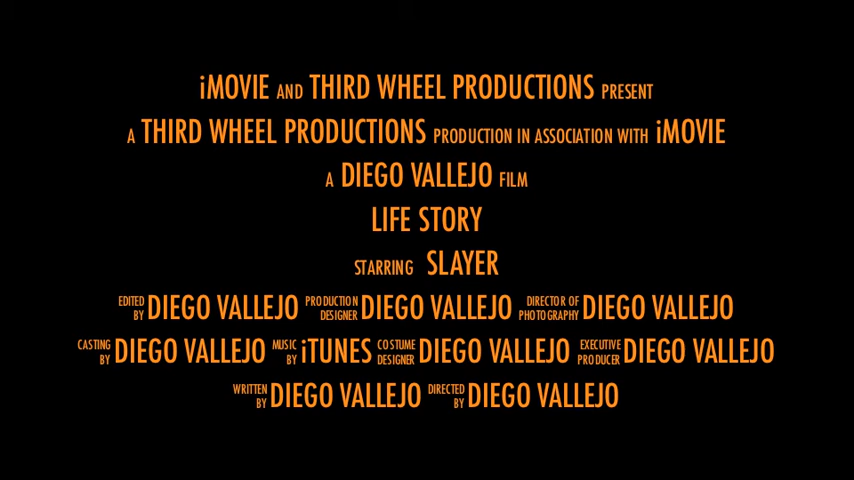 iMOVIE AND THIRD WHEEL PRODUCTIONS PRESENT
A THIRD WHEEL PRODUCTIONS PRODUCTION IN ASSOCIATION WITH iMOVIE
A DIEGO VALLEJO FILM
LIFE STORY
STARRING SLAYER
EDITED BY DIEGO VALLEJO PRODUCTION DESIGNER DIEGO VALLEJO DIRECTOR OF PHOTOGRAPHY DIEGO VALLEJO
CASTING BY DIEGO VALLEJO MUSIC BY iTUNES COSTUME DESIGNER DIEGO VALLEJO EXECUTIVE PRODUCER DIEGO VALLEJO
WRITTEN BY DIEGO VALLEJO DIRECTED BY DIEGO VALLEJO